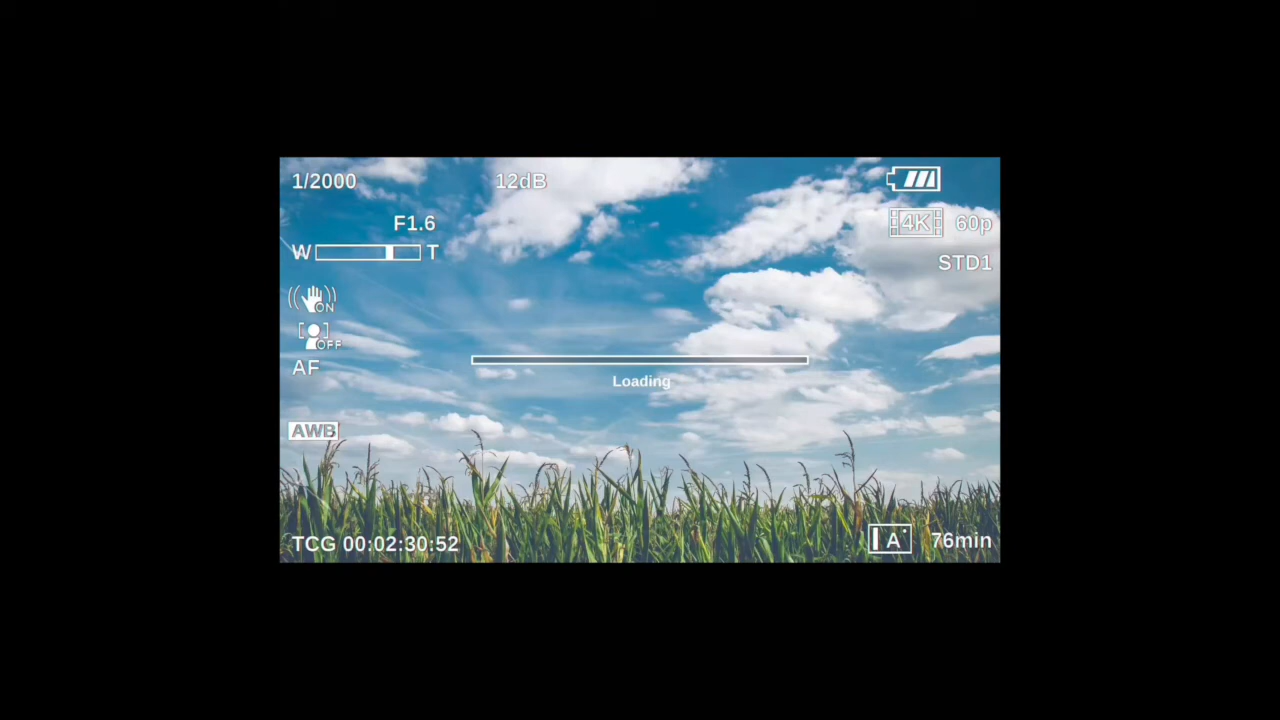 1/2000 12dB
F1.6
4K 60p
W T
STD1
ON
OFF
AF
Loading
AWB
TCG 00:02:30:52 A 76min